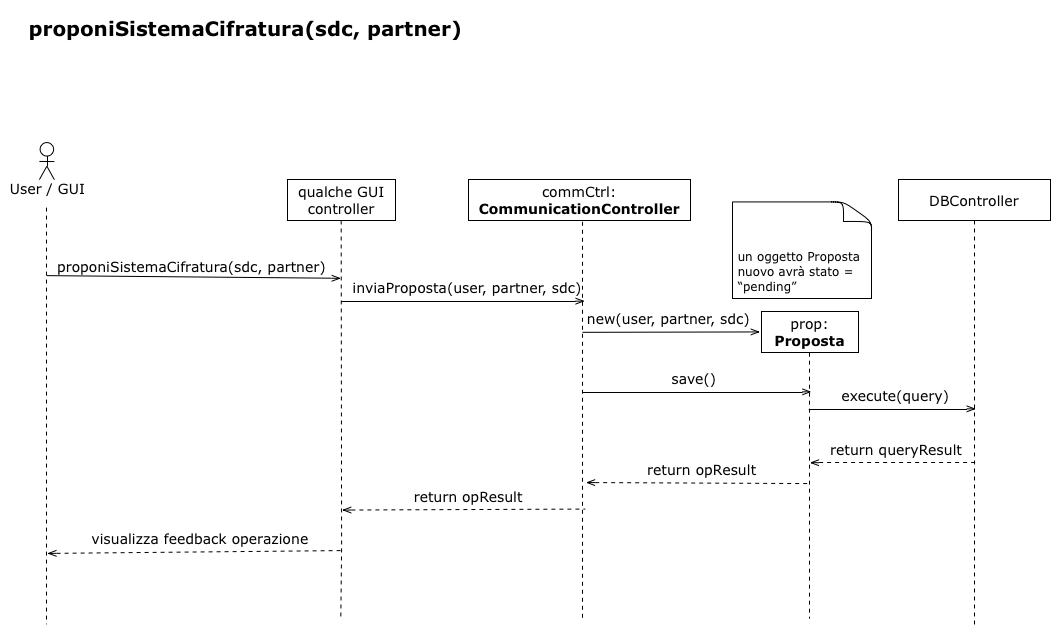 proponiSistemaCifratura(sdc, partner)
User / GUI
qualche GUI
controller
commCtrl:
CommunicationController
DBController
un oggetto Proposta
nuovo avrà stato =
“pending”
proponiSistemaCifratura(sdc, partner)
inviaProposta(user, partner, sdc)
new(user, partner, sdc)
prop:
Proposta
save()
execute(query)
return queryResult
return opResult
return opResult
visualizza feedback operazione